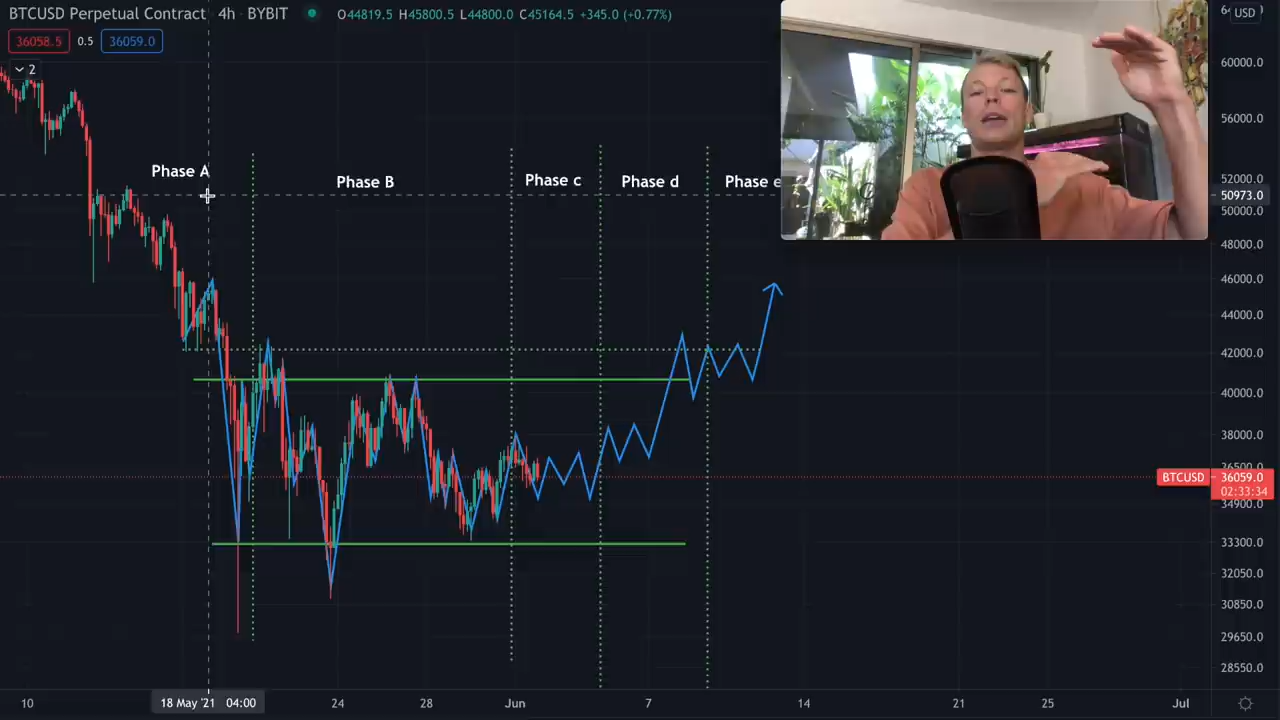 BTCUSD Perpetual Contract 4h BYBIT O44819.5 H45800.5 L44800.0 C45164.5 +345.0 (+0.77%)
36058.5 0.5 36059.0
2
USD
60000.0
56000.0
52000.0
50973.0
50000.0
48000.0
46000.0
44000.0
42000.0
40000.0
38000.0
36500.0
BTCUSD 36059.0
02:33:34
34900.0
33300.0
32050.0
30850.0
29650.0
28550.0
Phase A
Phase B
Phase c
Phase d
Phase e
10 18 May '21 04:00 24 28 Jun 7 14 21 25 Jul